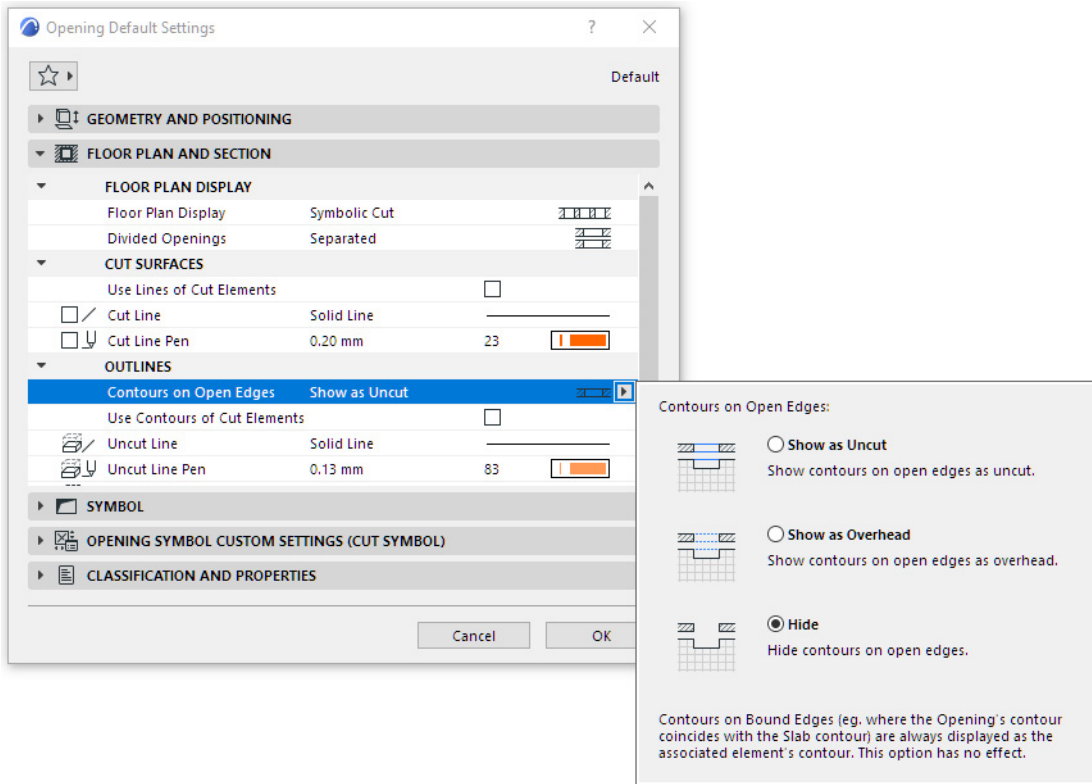 Opening Default Settings ? ×
Default
GEOMETRY AND POSITIONING
FLOOR PLAN AND SECTION
FLOOR PLAN DISPLAY
Floor Plan Display Symbolic Cut
Divided Openings Separated
CUT SURFACES
Use Lines of Cut Elements
Cut Line Solid Line
Cut Line Pen 0.20 mm 23
OUTLINES
Contours on Open Edges Show as Uncut
Use Contours of Cut Elements
Uncut Line Solid Line
Uncut Line Pen 0.13 mm 83
SYMBOL
OPENING SYMBOL CUSTOM SETTINGS (CUT SYMBOL)
CLASSIFICATION AND PROPERTIES
Cancel OK
Contours on Open Edges:
Show as Uncut
Show contours on open edges as uncut.
Show as Overhead
Show contours on open edges as overhead.
Hide
Hide contours on open edges.
Contours on Bound Edges (eg. where the Opening's contour
coincides with the Slab contour) are always displayed as the
associated element's contour. This option has no effect.